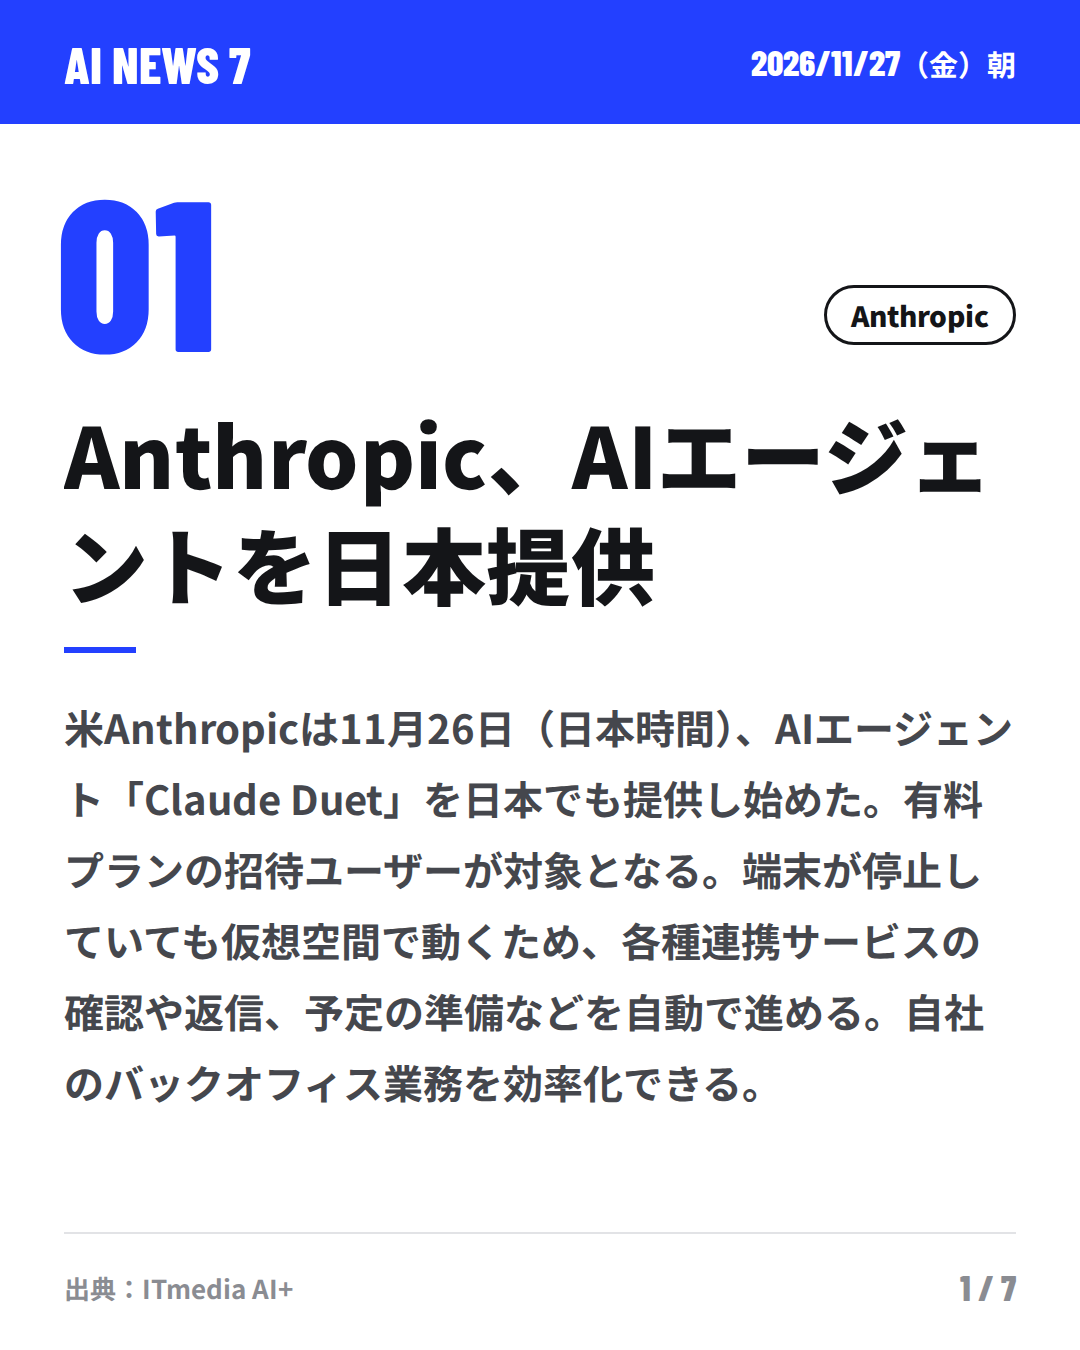 AI NEWS 7
2026/11/27（金）朝
01
Anthropic
Anthropic、AIエージェ
ントを日本提供
米Anthropicは11月26日（日本時間）、AIエージェン
ト「Claude Duet」を日本でも提供し始めた。有料
プランの招待ユーザーが対象となる。端末が停止し
ていても仮想空間で動くため、各種連携サービスの
確認や返信、予定の準備などを自動で進める。自社
のバックオフィス業務を効率化できる。
出典：ITmedia AI+
1 / 7